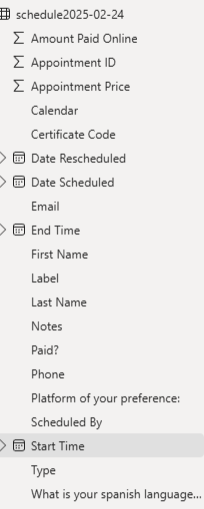 schedule2025-02-24
Amount Paid Online
Appointment ID
Appointment Price
Calendar
Certificate Code
Date Rescheduled
Date Scheduled
Email
End Time
First Name
Label
Last Name
Notes
Paid?
Phone
Platform of your preference:
Scheduled By
Start Time
Type
What is your spanish language...